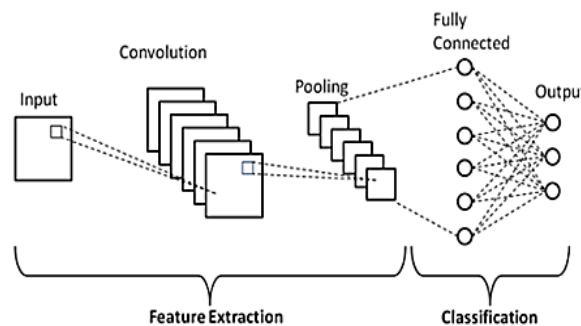 Fully
Connected
Convolution
Pooling
Output
Input
Feature Extraction
Classification